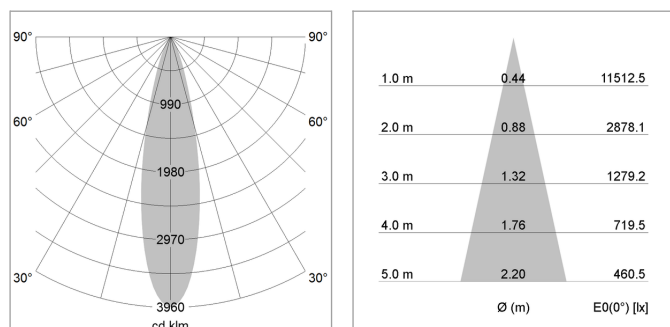 90° 90°
990
60° 60°
1980
2970
30° 30°
3960
cd klm
1.0 m 0.44 11512.5
2.0 m 0.88 2878.1
3.0 m 1.32 1279.2
4.0 m 1.76 719.5
5.0 m 2.20 460.5
Ø (m) E0(0°) [lx]